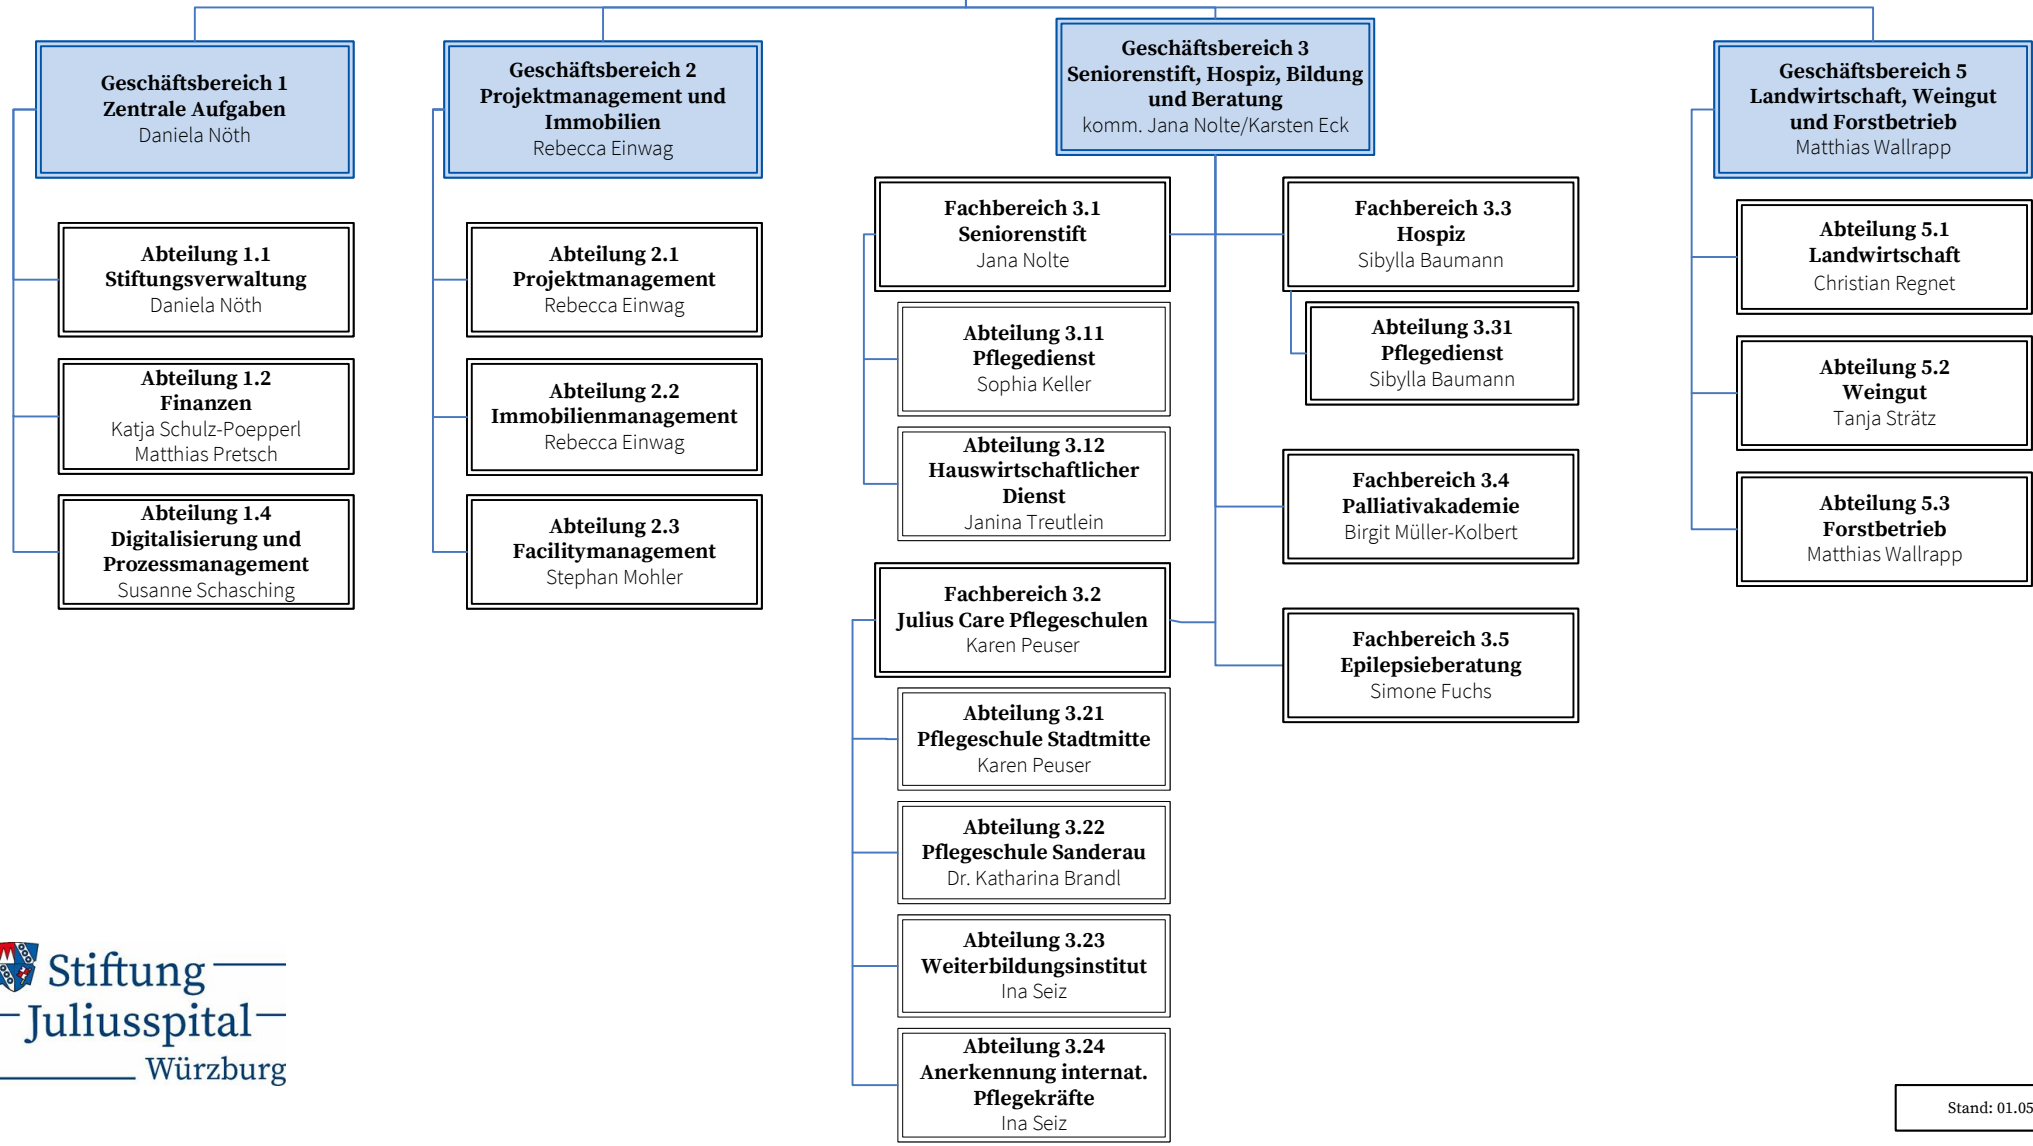 Geschäftsbereich 1
Zentrale Aufgaben
Daniela Nöth
Abteilung 1.1
Stiftungsverwaltung
Daniela Nöth
Abteilung 1.2
Finanzen
Katja Schulz-Poepperl
Matthias Pretsch
Abteilung 1.4
Digitalisierung und
Prozessmanagement
Susanne Schasching
Geschäftsbereich 2
Projektmanagement und
Immobilien
Rebecca Einwag
Abteilung 2.1
Projektmanagement
Rebecca Einwag
Abteilung 2.2
Immobilienmanagement
Rebecca Einwag
Abteilung 2.3
Facilitymanagement
Stephan Mohler
Geschäftsbereich 3
Seniorenstift, Hospiz, Bildung
und Beratung
komm. Jana Nolte/Karsten Eck
Fachbereich 3.1
Seniorenstift
Jana Nolte
Abteilung 3.11
Pflegedienst
Sophia Keller
Abteilung 3.12
Hauswirtschaftlicher
Dienst
Janina Treutlein
Fachbereich 3.2
Julius Care Pflegeschulen
Karen Peuser
Abteilung 3.21
Pflegeschule Stadtmitte
Karen Peuser
Abteilung 3.22
Pflegeschule Sanderau
Dr. Katharina Brandl
Abteilung 3.23
Weiterbildungsinstitut
Ina Seiz
Abteilung 3.24
Anerkennung internat.
Pflegekräfte
Ina Seiz
Fachbereich 3.3
Hospiz
Sibylla Baumann
Abteilung 3.31
Pflegedienst
Sibylla Baumann
Fachbereich 3.4
Palliativakademie
Birgit Müller-Kolbert
Fachbereich 3.5
Epilepsieberatung
Simone Fuchs
Geschäftsbereich 5
Landwirtschaft, Weingut
und Forstbetrieb
Matthias Wallrapp
Abteilung 5.1
Landwirtschaft
Christian Regnet
Abteilung 5.2
Weingut
Tanja Strätz
Abteilung 5.3
Forstbetrieb
Matthias Wallrapp
Stiftung
Juliusspital
Würzburg
Stand: 01.05